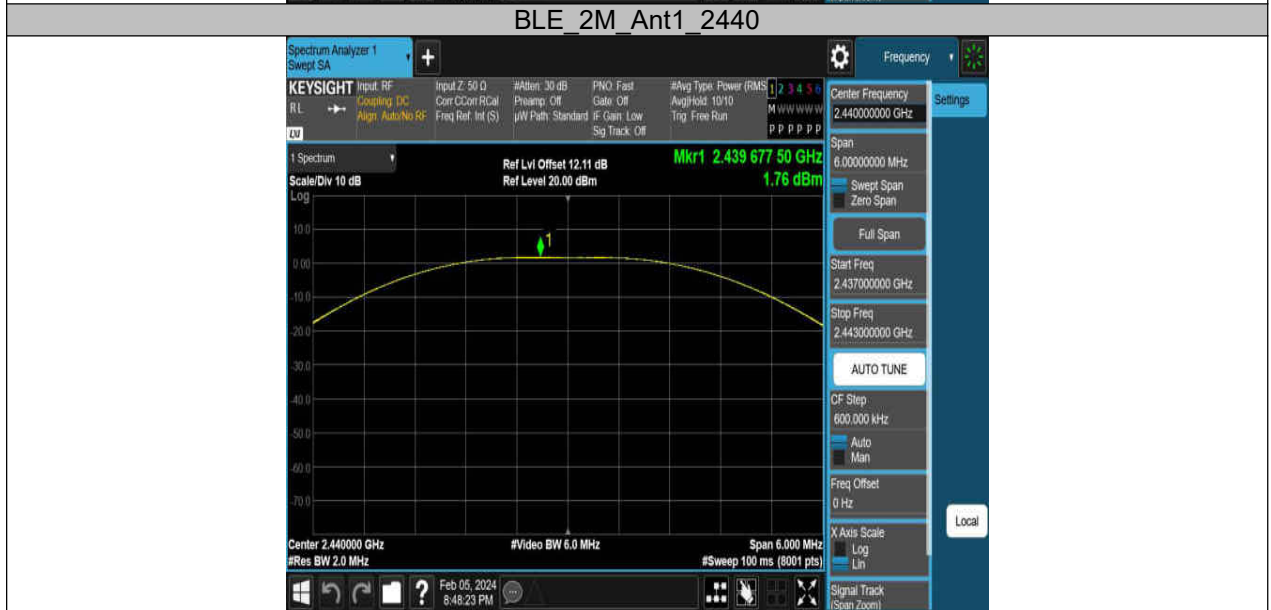 BLE_2M_Ant1_2440
Spectrum Analyzer 1
Swept SA
+
Frequency
KEYSIGHT
RL
Input: RF
Coupling: DC
Align: Auto/No RF
Input Z: 50 Ω
Corr CCorr RCal
Freq Ref: Int (S)
#Atten: 30 dB
Preamp: Off
µW Path: Standard
PNO: Fast
Gate: Off
IF Gain: Low
Sig Track: Off
#Avg Type: Power (RMS
Avg|Hold: 10/10
Trig: Free Run
1 2 3 4 5 6
M W W W W W
P P P P P P
1 Spectrum
Scale/Div 10 dB
Log
Ref Lvl Offset 12.11 dB
Ref Level 20.00 dBm
Mkr1 2.439 677 50 GHz
1.76 dBm
1
10.0
0.00
-10.0
-20.0
-30.0
-40.0
-50.0
-60.0
-70.0
Center 2.440000 GHz
#Res BW 2.0 MHz
#Video BW 6.0 MHz
Span 6.000 MHz
#Sweep 100 ms (8001 pts)
?
Feb 05, 2024
8:48:23 PM
Center Frequency
2.440000000 GHz
Span
6.00000000 MHz
Swept Span
Zero Span
Full Span
Start Freq
2.437000000 GHz
Stop Freq
2.443000000 GHz
AUTO TUNE
CF Step
600.000 kHz
Auto
Man
Freq Offset
0 Hz
X Axis Scale
Log
Lin
Signal Track
(Span Zoom)
Settings
Local